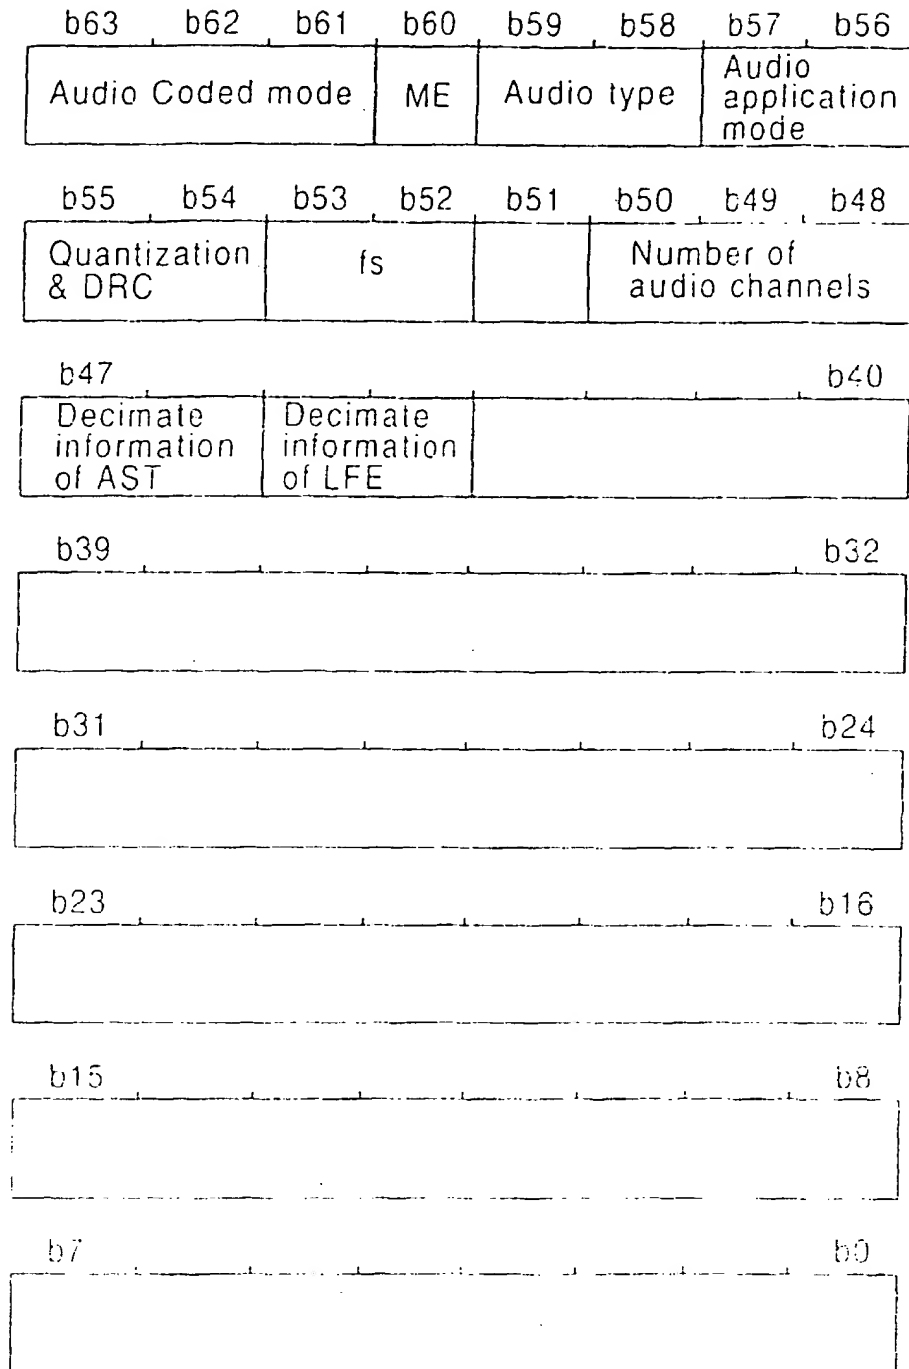 b63 b62 b61 b60 b59 b58 b57 b56
Audio Coded mode ME Audio type Audio
application
mode
b55 b54 b53 b52 b51 b50 b49 b48
Quantization
& DRC
fs
Number of
audio channels
b47 b40
Decimate
information
of AST
Decimate
information
of LFE
b39 b32
b31 b24
b23 b16
b15 b8
b7 b0